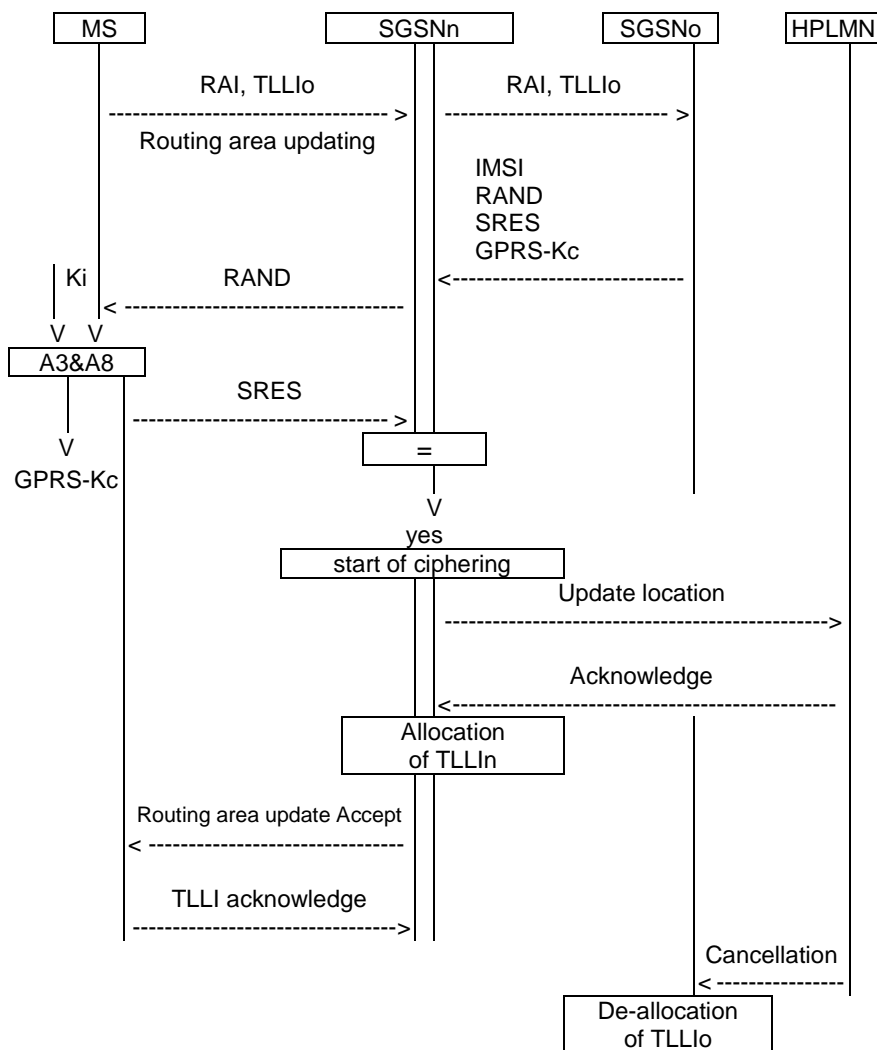 MS SGSNn SGSNo HPLMN
RAI, TLLIo RAI, TLLIo
------------------------------> ------------------------>
Routing area updating
IMSI
RAND
SRES
GPRS-Kc
Ki RAND <---------------------------
< ----------------------------
V V
A3&A8
SRES
--------------------------->
V =
GPRS-Kc
V
yes
start of ciphering
Update location
------------------------------------------>
Acknowledge
<------------------------------------------
Allocation
of TLLIn
Routing area update Accept
< ----------------------------
TLLI acknowledge
----------------------------->
Cancellation
< --------------
De-allocation
of TLLIo